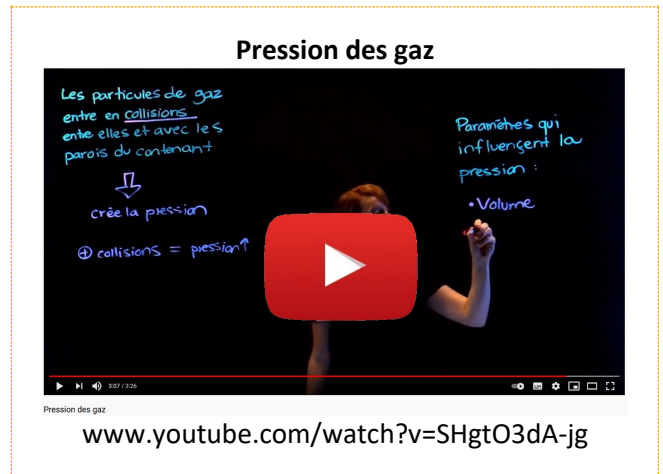 Pression des gaz
Les particules de gaz
entre en collisions
entre elles et avec les
parois du contenant
crée la pression
⊕ collisions = pression↑
Paramètres qui
influençent la
pression :
• Volume
3:07 / 3:26
Pression des gaz
www.youtube.com/watch?v=SHgtO3dA-jg